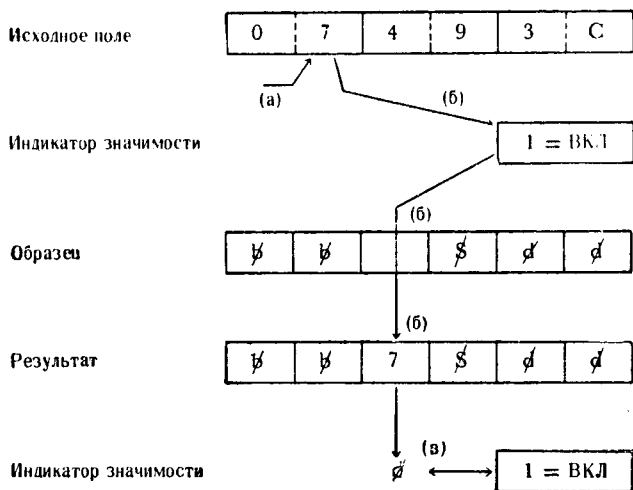 Исходное поле 0 7 4 9 3 C
(а) (б)
Индикатор значимости 1 = ВКЛ
(б)
Образец b̸ b̸ S̸ d̸ d̸
(б)
Результат b̸ b̸ 7 S̸ d̸ d̸
(в)
Индикатор значимости d̸ 1 = ВКЛ